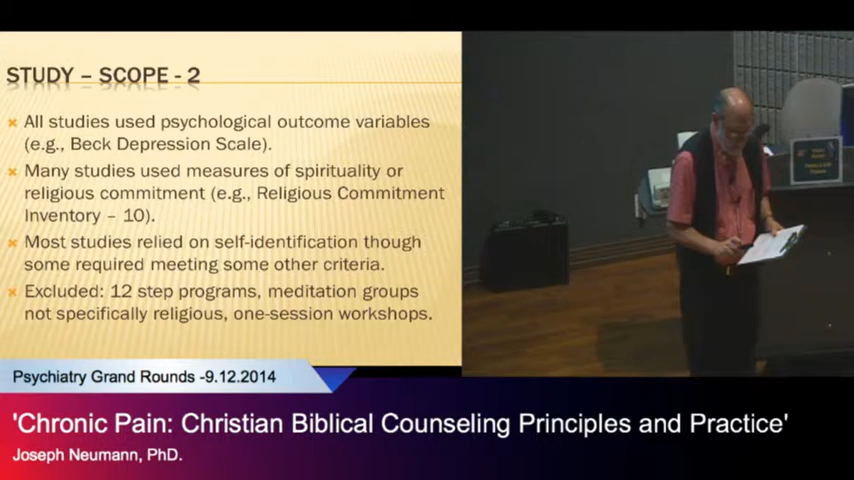 STUDY – SCOPE - 2
All studies used psychological outcome variables
(e.g., Beck Depression Scale).
Many studies used measures of spirituality or
religious commitment (e.g., Religious Commitment
Inventory – 10).
Most studies relied on self-identification though
some required meeting some other criteria.
Excluded: 12 step programs, meditation groups
not specifically religious, one-session workshops.
Psychiatry Grand Rounds -9.12.2014
'Chronic Pain: Christian Biblical Counseling Principles and Practice'
Joseph Neumann, PhD.